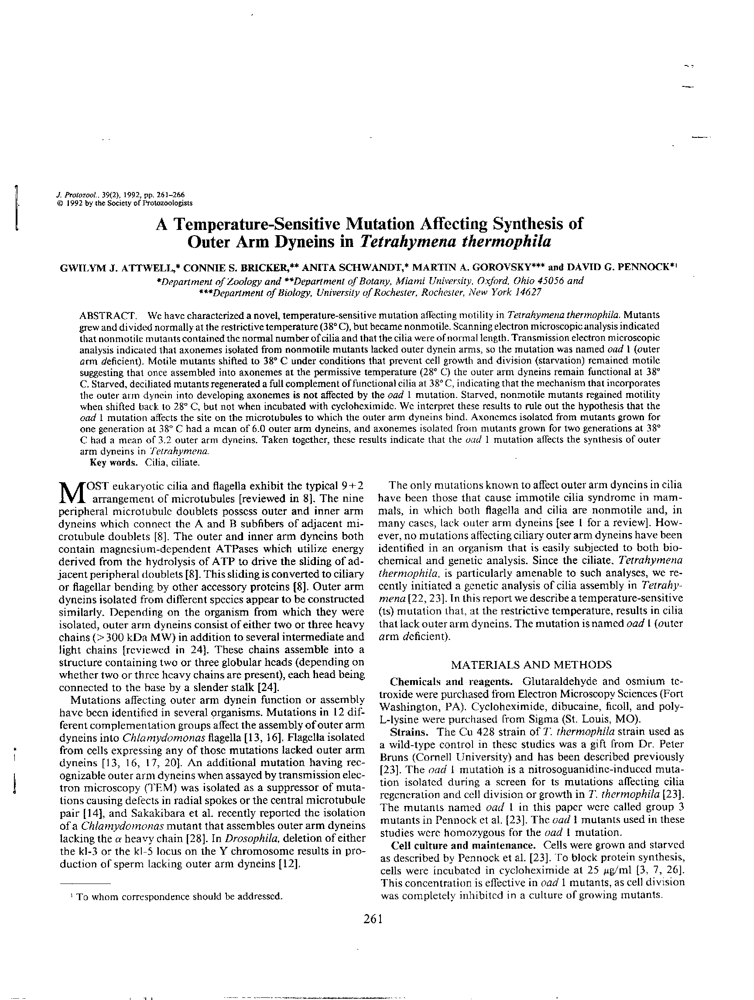 J. Protozool., 39(2), 1992, pp. 261–266
© 1992 by the Society of Protozoologists
A Temperature-Sensitive Mutation Affecting Synthesis of
Outer Arm Dyneins in Tetrahymena thermophila
GWILYM J. ATTWELL,* CONNIE S. BRICKER,** ANITA SCHWANDT,* MARTIN A. GOROVSKY*** and DAVID G. PENNOCK*¹
*Department of Zoology and **Department of Botany, Miami University, Oxford, Ohio 45056 and
***Department of Biology, University of Rochester, Rochester, New York 14627
ABSTRACT. We have characterized a novel, temperature-sensitive mutation affecting motility in Tetrahymena thermophila. Mutants
grew and divided normally at the restrictive temperature (38° C), but became nonmotile. Scanning electron microscopic analysis indicated
that nonmotile mutants contained the normal number of cilia and that the cilia were of normal length. Transmission electron microscopic
analysis indicated that axonemes isolated from nonmotile mutants lacked outer dynein arms, so the mutation was named oad 1 (outer
arm deficient). Motile mutants shifted to 38° C under conditions that prevent cell growth and division (starvation) remained motile
suggesting that once assembled into axonemes at the permissive temperature (28° C) the outer arm dyneins remain functional at 38°
C. Starved, deciliated mutants regenerated a full complement of functional cilia at 38° C, indicating that the mechanism that incorporates
the outer arm dynein into developing axonemes is not affected by the oad 1 mutation. Starved, nonmotile mutants regained motility
when shifted back to 28° C, but not when incubated with cycloheximide. We interpret these results to rule out the hypothesis that the
oad 1 mutation affects the site on the microtubules to which the outer arm dyneins bind. Axonemes isolated from mutants grown for
one generation at 38° C had a mean of 6.0 outer arm dyneins, and axonemes isolated from mutants grown for two generations at 38°
C had a mean of 3.2 outer arm dyneins. Taken together, these results indicate that the oad 1 mutation affects the synthesis of outer
arm dynein in Tetrahymena.
Key words. Cilia, ciliate.
MOST eukaryotic cilia and flagella exhibit the typical 9+2
arrangement of microtubules [reviewed in 8]. The nine
peripheral microtubule doublets possess outer and inner arm
dyneins which connect the A and B subfibers of adjacent mi-
crotubule doublets [8]. The outer and inner arm dyneins both
contain magnesium-dependent ATPases which utilize energy
derived from the hydrolysis of ATP to drive the sliding of ad-
jacent peripheral doublets [8]. This sliding is converted to ciliary
or flagellar bending by other accessory proteins [8]. Outer arm
dyneins isolated from different species appear to be constructed
similarly. Depending on the organism from which they were
isolated, outer arm dyneins consist of either two or three heavy
chains (>300 kDa MW) in addition to several intermediate and
light chains [reviewed in 24]. These chains assemble into a
structure containing two or three globular heads (depending on
whether two or three heavy chains are present), each head being
connected to the base by a slender stalk [24].
Mutations affecting outer arm dynein function or assembly
have been identified in several organisms. Mutations in 12 dif-
ferent complementation groups affect the assembly of outer arm
dyneins into Chlamydomonas flagella [13, 16]. Flagella isolated
from cells expressing any of those mutations lacked outer arm
dyneins [13, 16, 17, 20]. An additional mutation having rec-
ognizable outer arm dyneins when assayed by transmission elec-
tron microscopy (TEM) was isolated as a suppressor of muta-
tions causing defects in radial spokes or the central microtubule
pair [14], and Sakakibara et al. recently reported the isolation
of a Chlamydomonas mutant that assembles outer arm dyneins
lacking the α heavy chain [28]. In Drosophila, deletion of either
the kl-3 or the kl-5 locus on the Y chromosome results in pro-
duction of sperm lacking outer arm dyneins [12].
¹ To whom correspondence should be addressed.
The only mutations known to affect outer arm dyneins in cilia
have been those that cause immotile cilia syndrome in mam-
mals, in which both flagella and cilia are nonmotile and, in
many cases, lack outer arm dyneins [see 1 for a review]. How-
ever, no mutations affecting ciliary outer arm dyneins have been
identified in an organism that is easily subjected to both bio-
chemical and genetic analysis. Since the ciliate, Tetrahymena
thermophila, is particularly amenable to such analyses, we re-
cently initiated a genetic analysis of cilia assembly in Tetrahy-
mena [22, 23]. In this report we describe a temperature-sensitive
(ts) mutation that, at the restrictive temperature, results in cilia
that lack outer arm dyneins. The mutation is named oad 1 (outer
arm deficient).
MATERIALS AND METHODS
Chemicals and reagents. Glutaraldehyde and osmium te-
troxide were purchased from Electron Microscopy Sciences (Fort
Washington, PA). Cycloheximide, dibucaine, ficoll, and poly-
L-lysine were purchased from Sigma (St. Louis, MO).
Strains. The Cu 428 strain of T. thermophila strain used as
a wild-type control in these studies was a gift from Dr. Peter
Bruns (Cornell University) and has been described previously
[23]. The oad 1 mutation is a nitrosoguanidine-induced muta-
tion isolated during a screen for ts mutations affecting cilia
regeneration and cell division or growth in T. thermophila [23].
The mutants named oad 1 in this paper were called group 3
mutants in Pennock et al. [23]. The oad 1 mutants used in these
studies were homozygous for the oad 1 mutation.
Cell culture and maintenance. Cells were grown and starved
as described by Pennock et al. [23]. To block protein synthesis,
cells were incubated in cycloheximide at 25 μg/ml [3, 7, 26].
This concentration is effective in oad 1 mutants, as cell division
was completely inhibited in a culture of growing mutants.
261